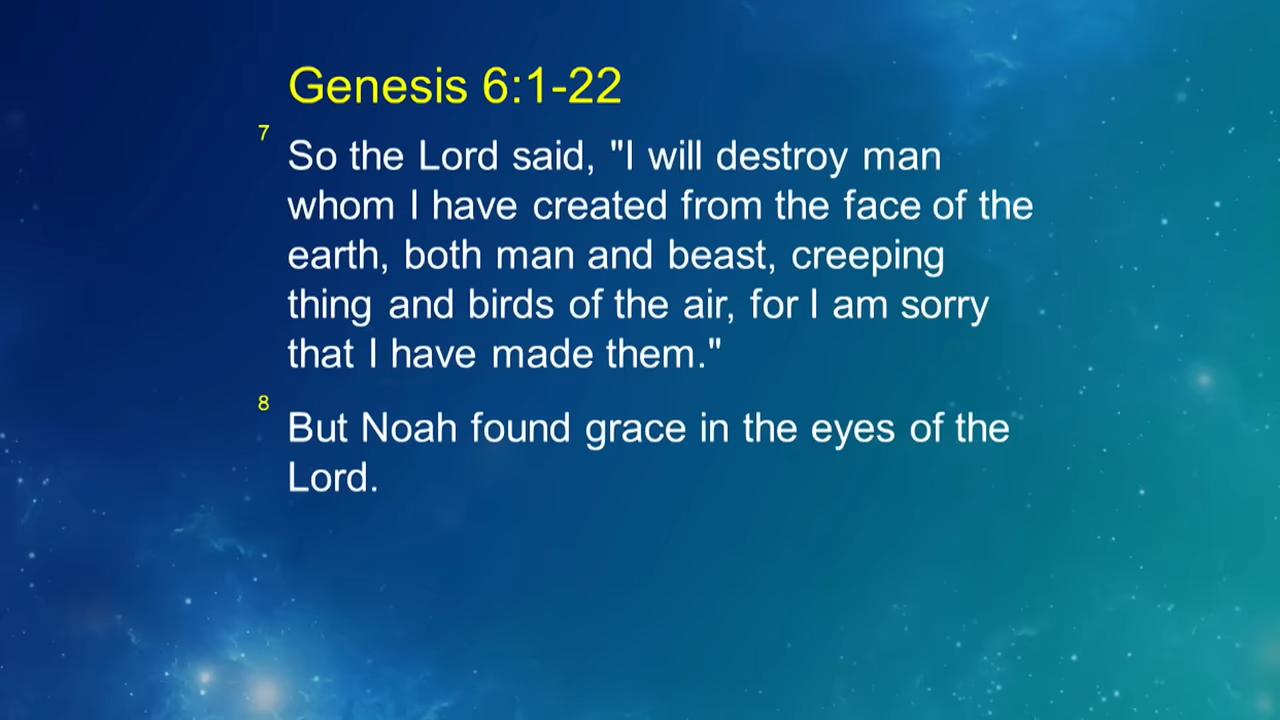 Genesis 6:1-22
7
So the Lord said, "I will destroy man
whom I have created from the face of the
earth, both man and beast, creeping
thing and birds of the air, for I am sorry
that I have made them."
8
But Noah found grace in the eyes of the
Lord.